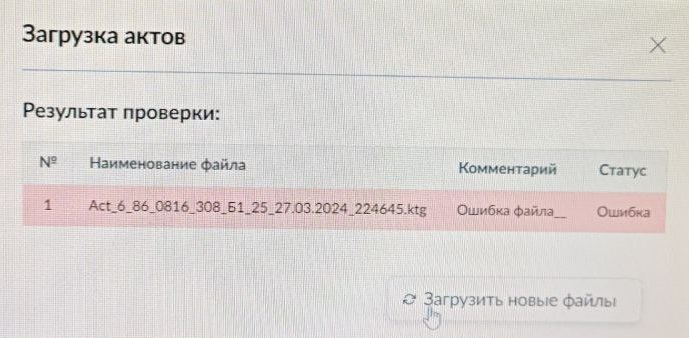 Загрузка актов
Результат проверки:
№ Наименование файла Комментарий Статус
1 Act_6_86_0816_308_Б1_25_27.03.2024_224645.ktg Ошибка файла__ Ошибка
Загрузить новые файлы